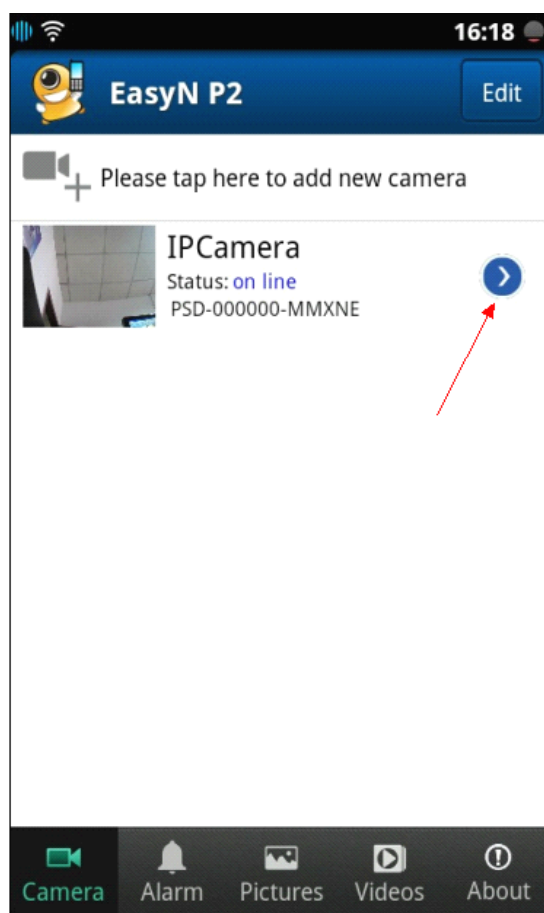 16:18
EasyN P2
Edit
Please tap here to add new camera
IPCamera
Status: on line
PSD-000000-MMXNE
Camera Alarm Pictures Videos About